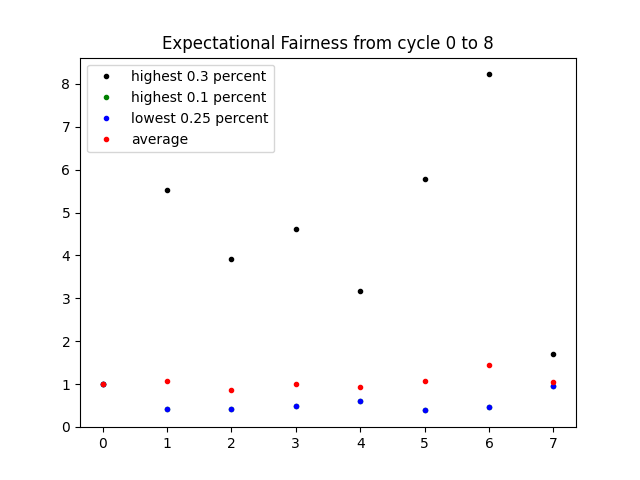 Expectational Fairness from cycle 0 to 8
highest 0.3 percent
highest 0.1 percent
lowest 0.25 percent
average
8
7
6
5
4
3
2
1
0
0 1 2 3 4 5 6 7